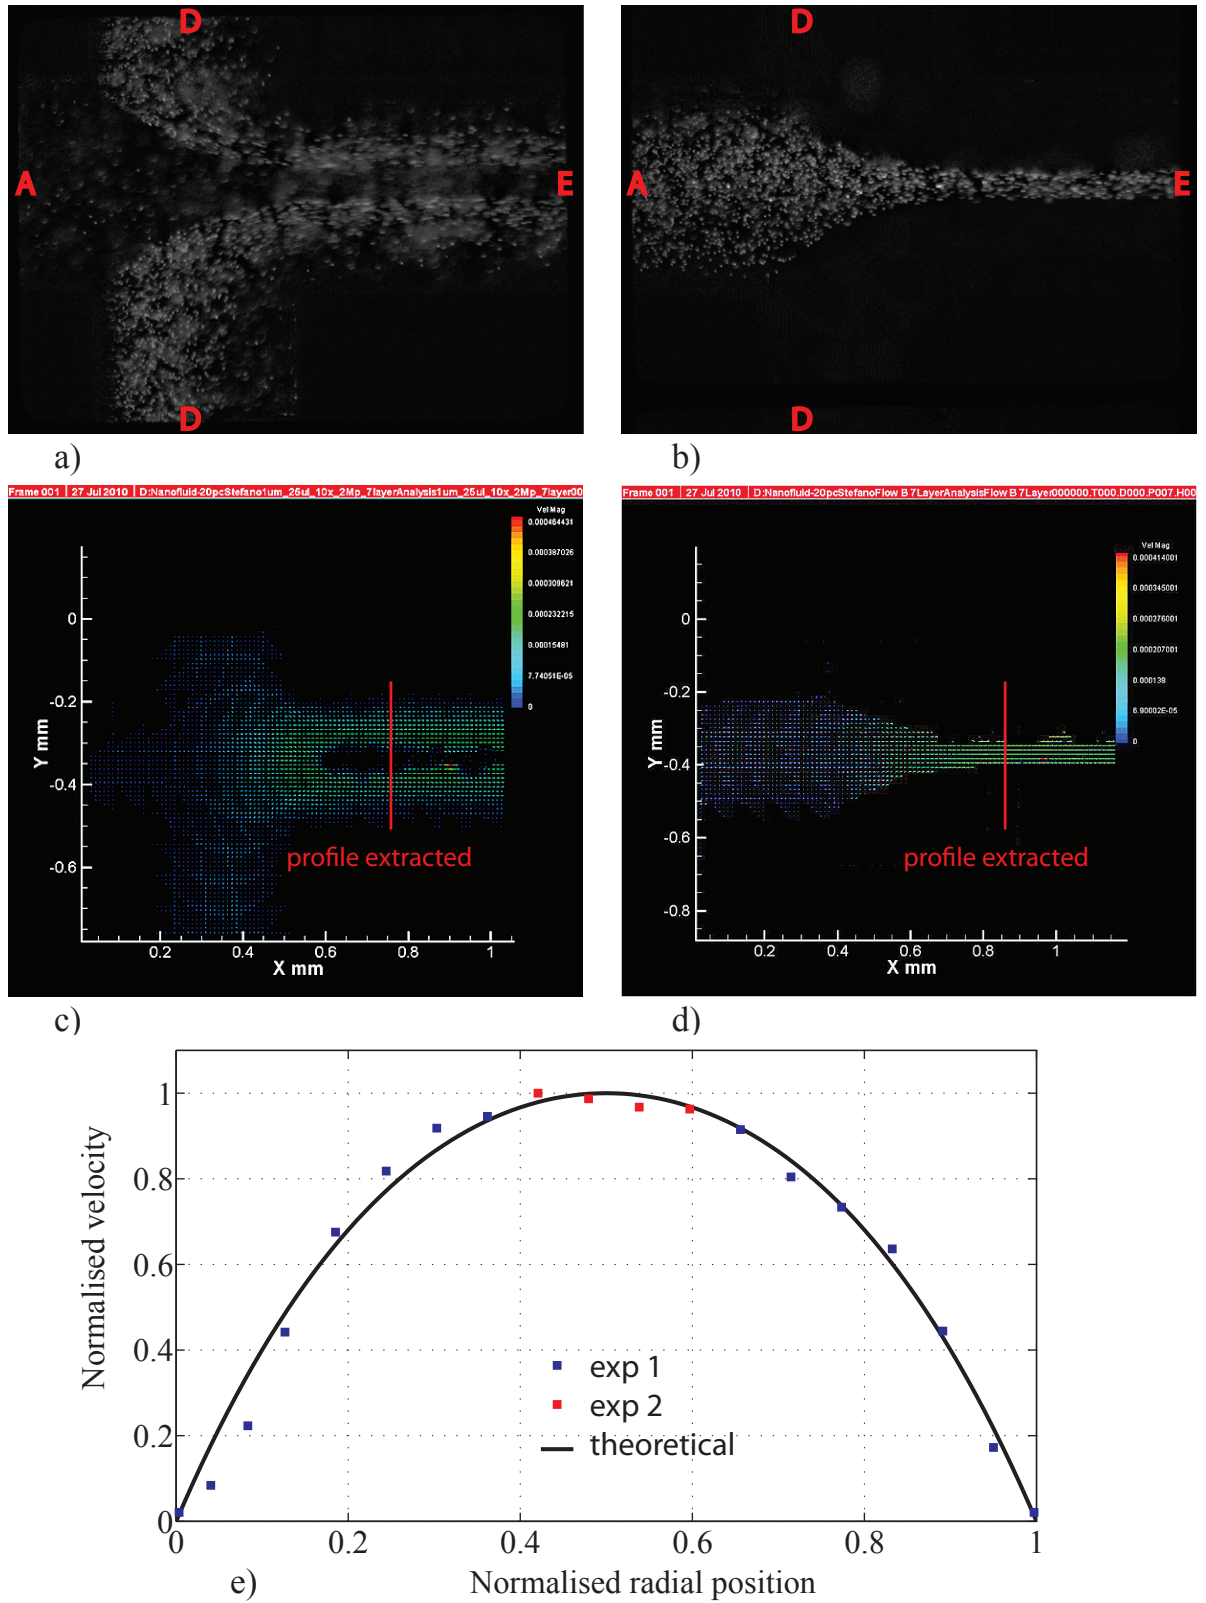 D
D
A
E
A
E
D
D
a)
b)
Frame 001 | 27 Jul 2010 | D:Nanofluid-20pcStefano1um_25ul_10x_2Mp_7layerAnalysis1um_25ul_10x_2Mp_7layer00
Frame 001 | 27 Jul 2010 | D:Nanofluid-20pcStefanoFlow B 7LayerAnalysisFlow B 7Layer000000.T000.D000.P007.H00
Vel Mag
0.000464431
0.000387026
0.000309621
0.000232215
0.00015481
7.74051E-05
0
0
-0.2
-0.4
-0.6
Y mm
profile extracted
0.2
0.4
0.6
0.8
1
X mm
Vel Mag
0.000414001
0.000345001
0.000276001
0.000207001
0.000138
6.90002E-05
0
0
-0.2
-0.4
-0.6
-0.8
Y mm
profile extracted
0.2
0.4
0.6
0.8
1
X mm
c)
d)
1
0.8
0.6
0.4
0.2
0
Normalised velocity
exp 1
exp 2
theoretical
0
0.2
0.4
0.6
0.8
1
e)
Normalised radial position